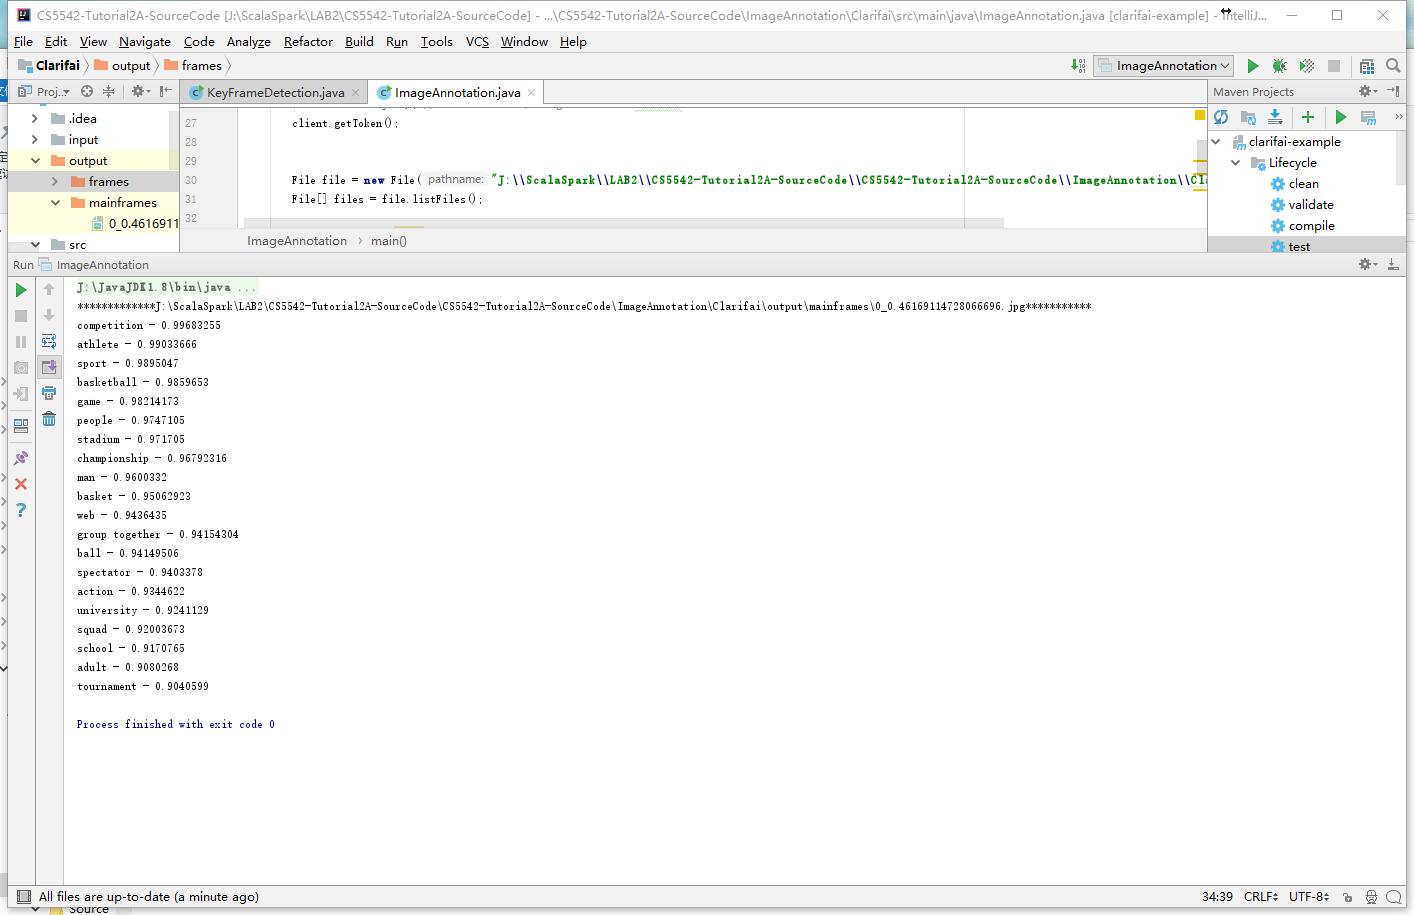 CS5542-Tutorial2A-SourceCode [J:\ScalaSpark\LAB2\CS5542-Tutorial2A-SourceCode] - ...\CS5542-Tutorial2A-SourceCode\ImageAnnotation\Clarifai\src\main\java\ImageAnnotation.java [clarifai-example] - IntelliJ...
File Edit View Navigate Code Analyze Refactor Build Run Tools VCS Window Help
Clarifai output frames
ImageAnnotation
Proj...
KeyFrameDetection.java
ImageAnnotation.java
Maven Projects
.idea
input
output
frames
mainframes
0_0.4616911
src
27 client.getToken();
28
29
30 File file = new File( pathname: "J:\\ScalaSpark\\LAB2\\CS5542-Tutorial2A-SourceCode\\CS5542-Tutorial2A-SourceCode\\ImageAnnotation\\Cla
31 File[] files = file.listFiles();
32
ImageAnnotation main()
clarifai-example
Lifecycle
clean
validate
compile
test
Run ImageAnnotation
J:\JavaJDK1.8\bin\java ...
*************J:\ScalaSpark\LAB2\CS5542-Tutorial2A-SourceCode\CS5542-Tutorial2A-SourceCode\ImageAnnotation\Clarifai\output\mainframes\0_0.46169114728066696.jpg***********
competition - 0.99683255
athlete - 0.99033666
sport - 0.9895047
basketball - 0.9859653
game - 0.98214173
people - 0.9747105
stadium - 0.971705
championship - 0.96792316
man - 0.9600332
basket - 0.95062923
web - 0.9436435
group together - 0.94154304
ball - 0.94149506
spectator - 0.9403378
action - 0.9344622
university - 0.9241129
squad - 0.92003673
school - 0.9170765
adult - 0.9080268
tournament - 0.9040599
Process finished with exit code 0
All files are up-to-date (a minute ago)
34:39 CRLF UTF-8
Source